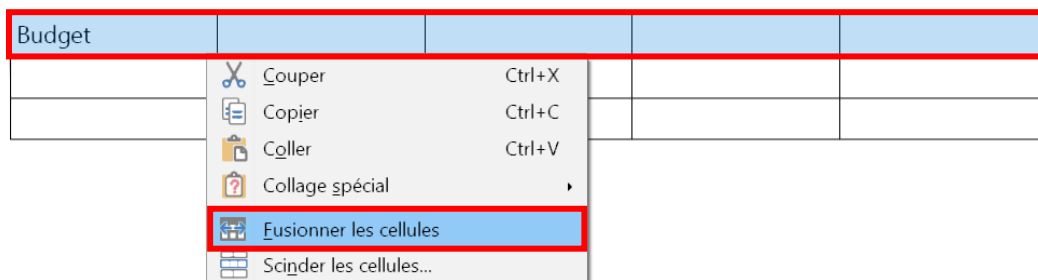 Budget
Couper Ctrl+X
Copier Ctrl+C
Coller Ctrl+V
Collage spécial
Fusionner les cellules
Scinder les cellules...